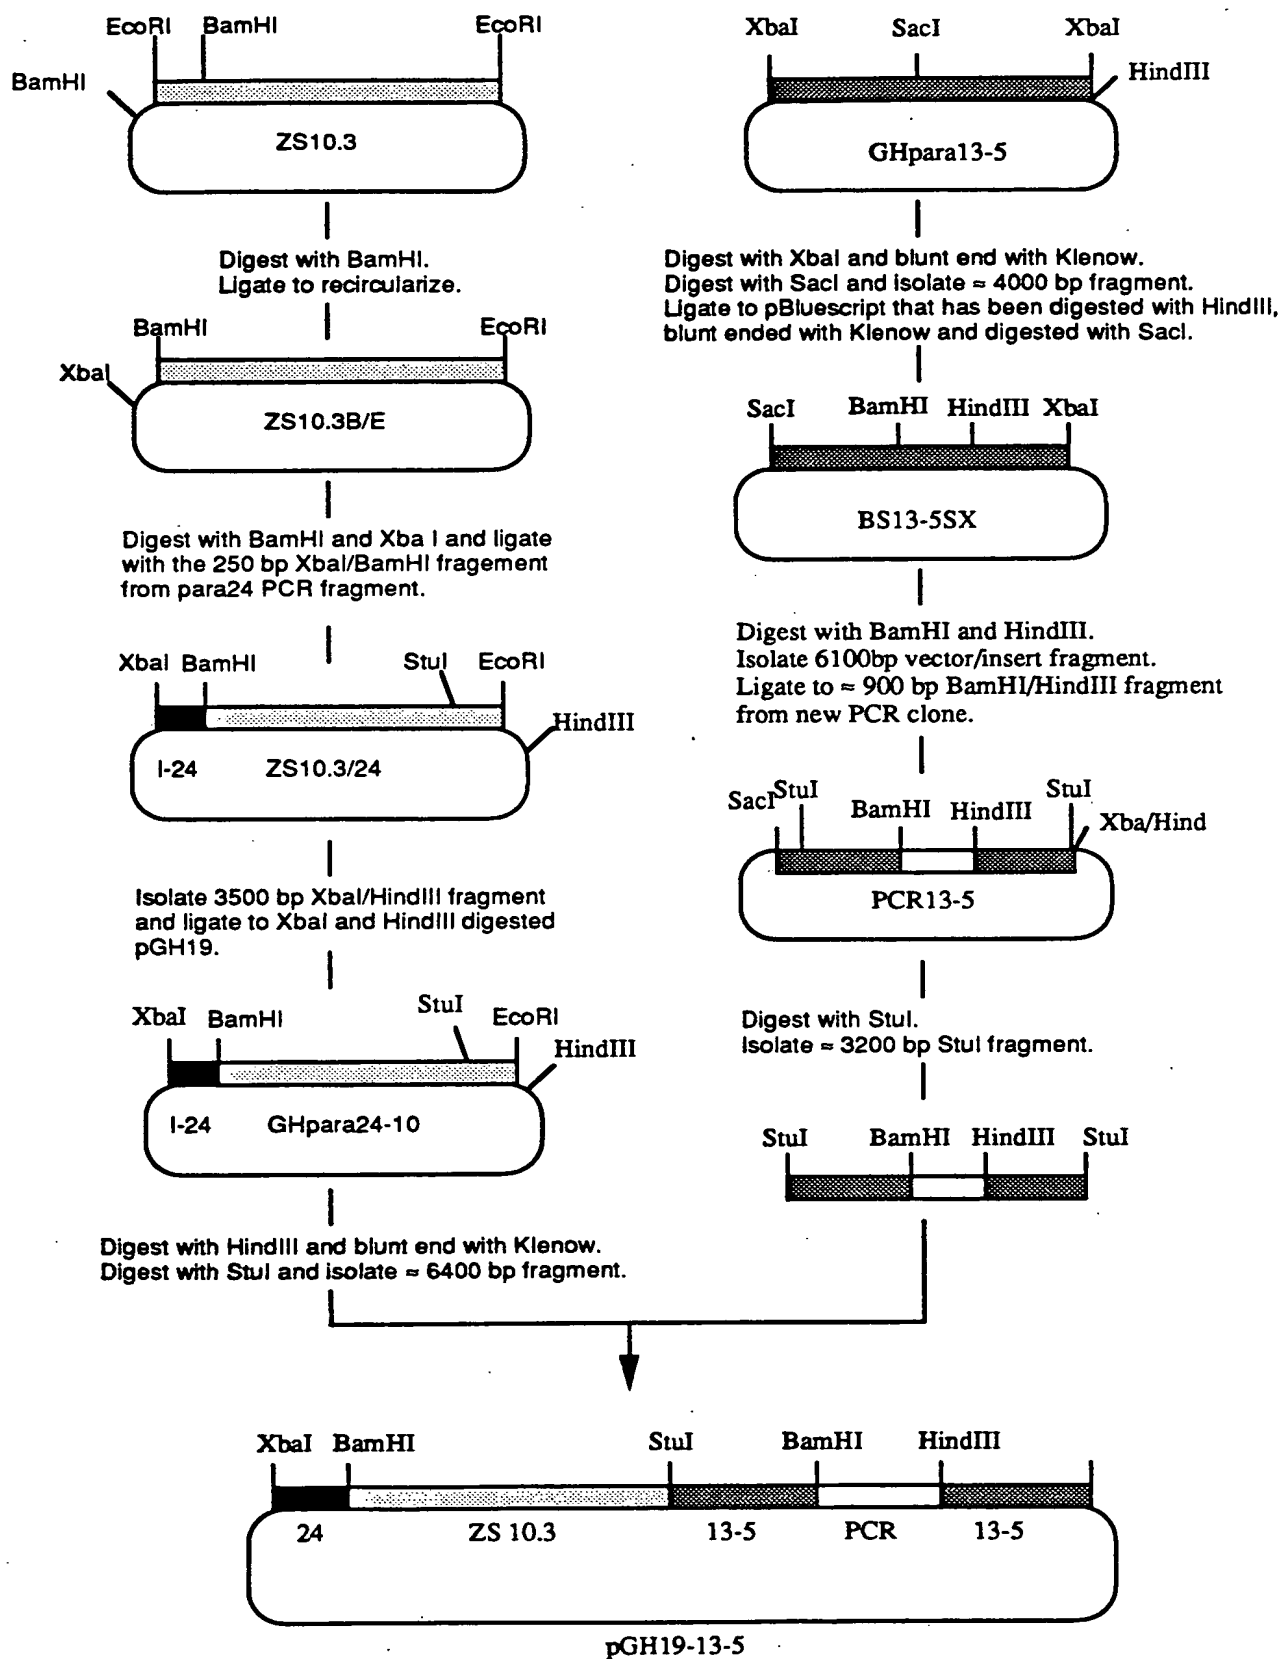 EcoRI
BamHI
EcoRI
BamHI
ZS10.3
Digest with BamHI.
Ligate to recircularize.
BamHI
EcoRI
XbaI
ZS10.3B/E
Digest with BamHI and Xba I and ligate
with the 250 bp XbaI/BamHI fragement
from para24 PCR fragment.
XbaI
BamHI
StuI
EcoRI
HindIII
I-24
ZS10.3/24
Isolate 3500 bp XbaI/HindIII fragment
and ligate to XbaI and HindIII digested
pGH19.
XbaI
BamHI
StuI
EcoRI
HindIII
I-24
GHpara24-10
Digest with HindIII and blunt end with Klenow.
Digest with StuI and isolate ≈ 6400 bp fragment.
XbaI
SacI
XbaI
HindIII
GHpara13-5
Digest with XbaI and blunt end with Klenow.
Digest with SacI and isolate ≈ 4000 bp fragment.
Ligate to pBluescript that has been digested with HindIII,
blunt ended with Klenow and digested with SacI.
SacI
BamHI
HindIII
XbaI
BS13-5SX
Digest with BamHI and HindIII.
Isolate 6100bp vector/insert fragment.
Ligate to ≈ 900 bp BamHI/HindIII fragment
from new PCR clone.
SacI
StuI
BamHI
HindIII
StuI
Xba/Hind
PCR13-5
Digest with StuI.
Isolate ≈ 3200 bp StuI fragment.
StuI
BamHI
HindIII
StuI
XbaI
BamHI
StuI
BamHI
HindIII
24
ZS 10.3
13-5
PCR
13-5
pGH19-13-5